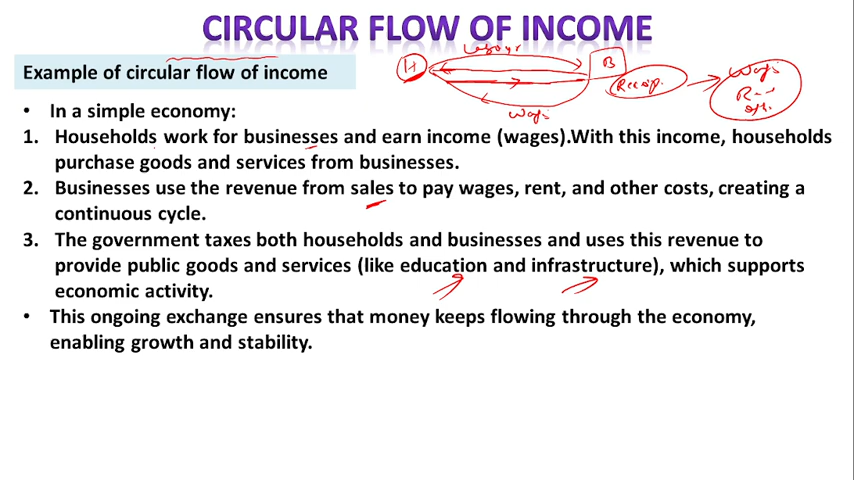 CIRCULAR FLOW OF INCOME
Labour
H
B
Example of circular flow of income
Receip.
Wages
Wages
• In a simple economy:
1. Households work for businesses and earn income (wages).With this income, households
purchase goods and services from businesses.
2. Businesses use the revenue from sales to pay wages, rent, and other costs, creating a
continuous cycle.
3. The government taxes both households and businesses and uses this revenue to
provide public goods and services (like education and infrastructure), which supports
economic activity.
• This ongoing exchange ensures that money keeps flowing through the economy,
enabling growth and stability.